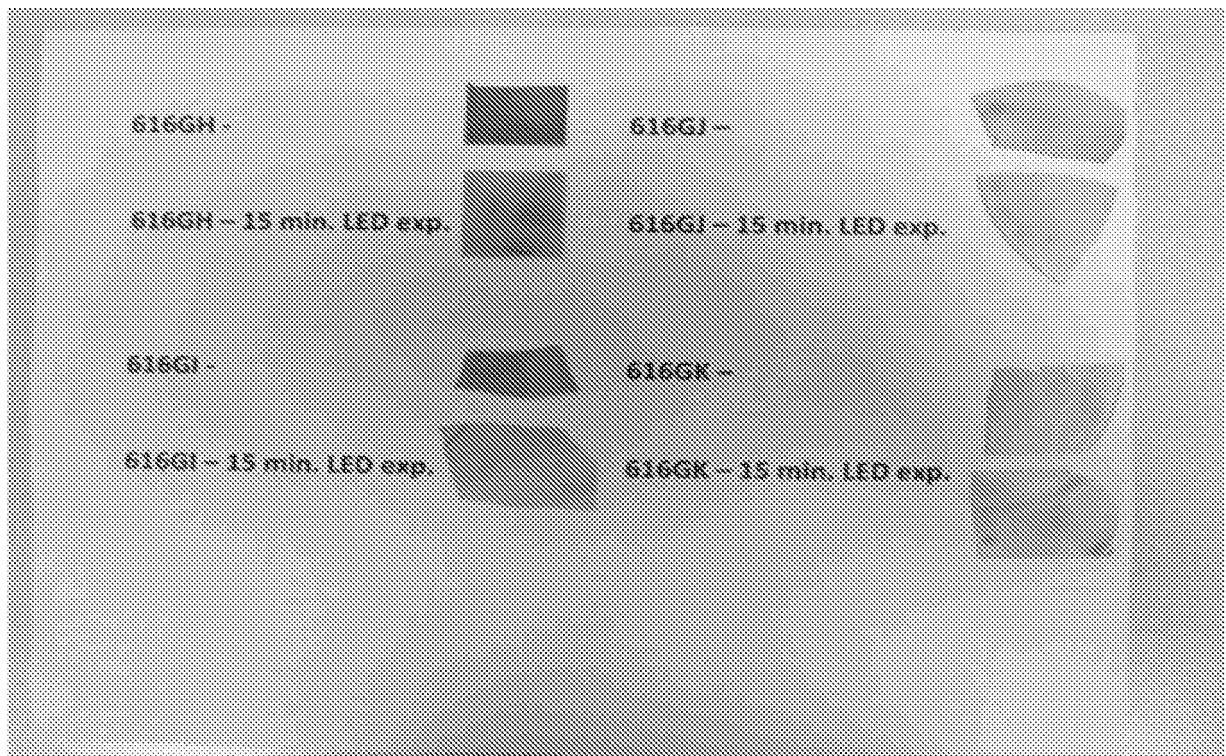 616GH -
616GH – 15 min. LED exp.
616GI -
616GI – 15 min. LED exp.
616GJ –
616GJ – 15 min. LED exp.
616GK –
616GK – 15 min. LED exp.